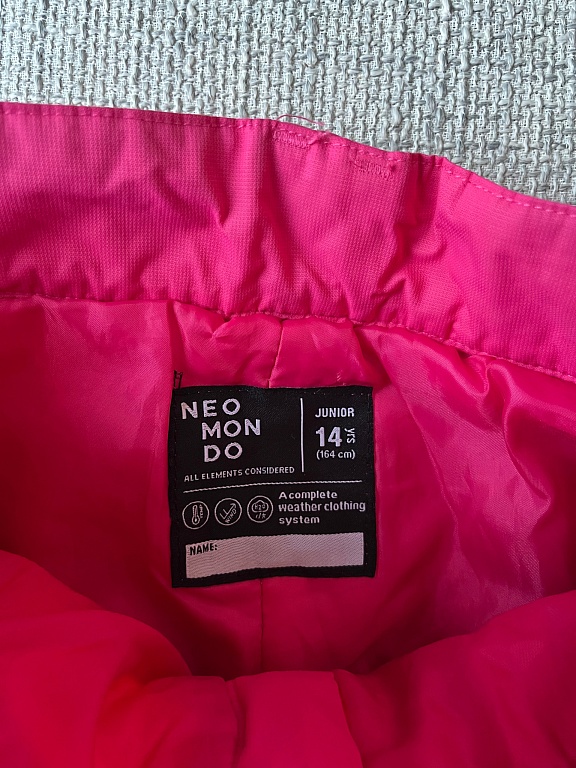 NEO
MON
DO
ALL ELEMENTS CONSIDERED
JUNIOR
14 yrs
(164 cm)
A complete
weather clothing
system
NAME: